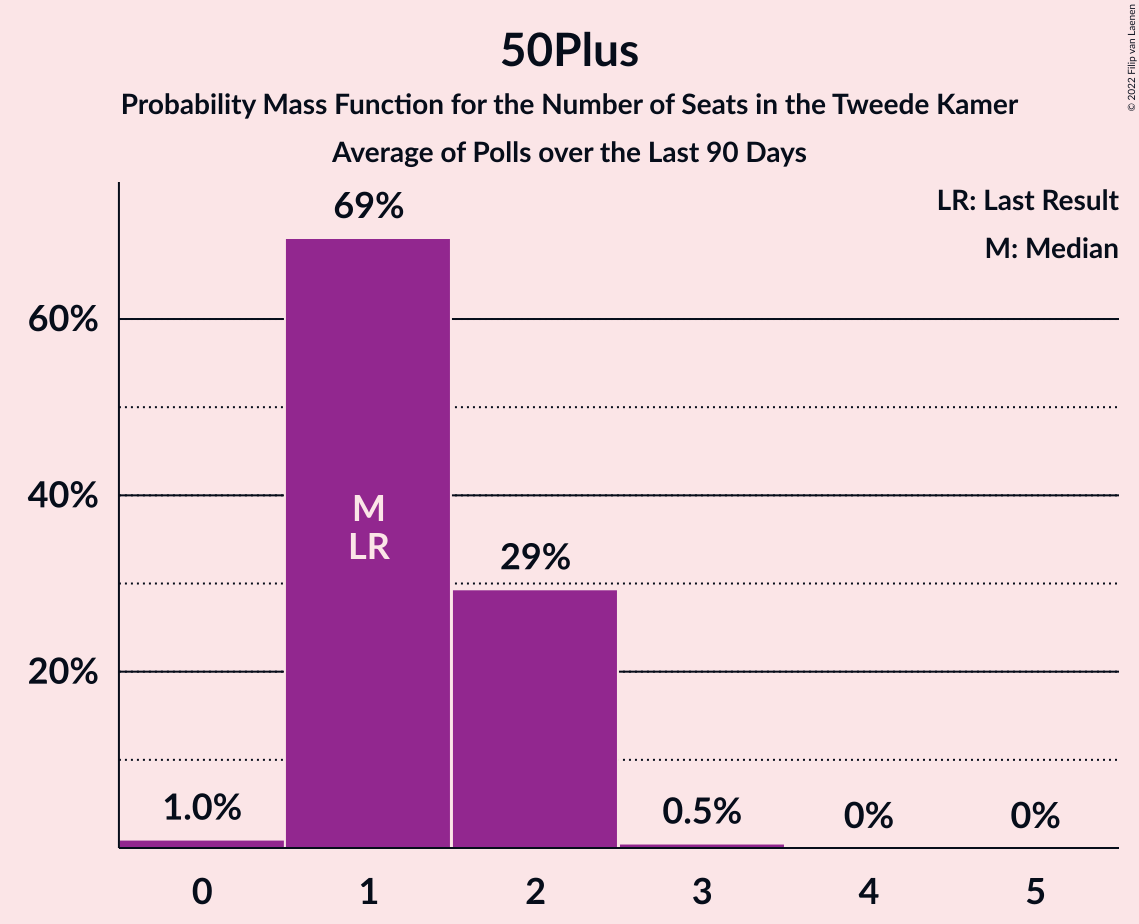 50Plus
Probability Mass Function for the Number of Seats in the Tweede Kamer
Average of Polls over the Last 90 Days
© 2022 Filip van Laenen
LR: Last Result
M: Median
60%
40%
20%
1.0%
69%
M
LR
29%
0.5%
0%
0%
0
1
2
3
4
5